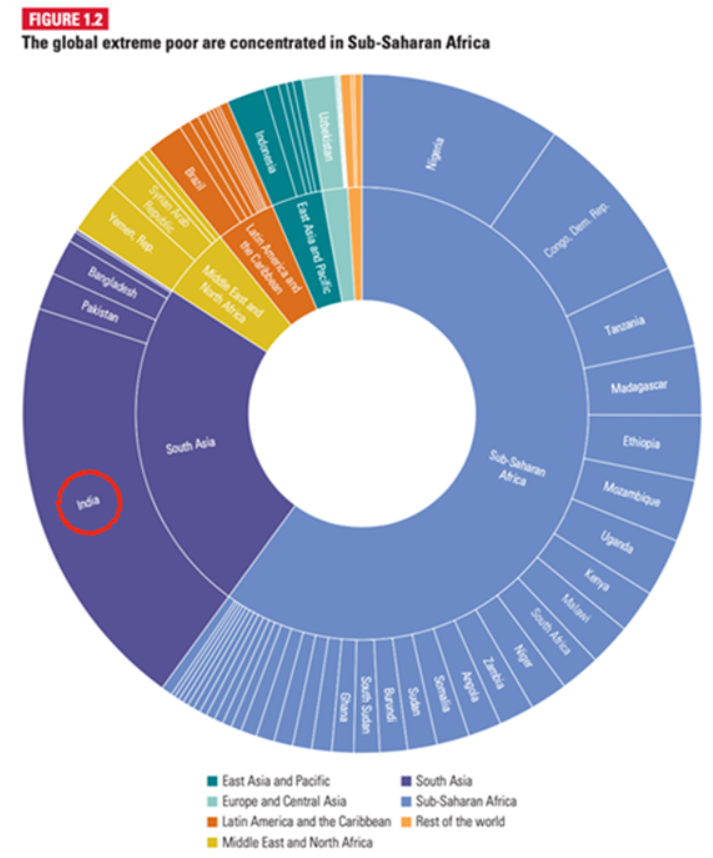 FIGURE 1.2
The global extreme poor are concentrated in Sub-Saharan Africa
Nigeria
Congo, Dem. Rep.
Tanzania
Madagascar
Ethiopia
Mozambique
Uganda
Kenya
Malawi
South Africa
Niger
Zambia
Angola
Somalia
Sudan
Burundi
South Sudan
Ghana
India
Pakistan
Bangladesh
Yemen, Rep.
Syrian Arab
Republic
Brazil
Indonesia
Uzbekistan
Sub-Saharan
Africa
South Asia
Middle East and
North Africa
Latin America and
the Caribbean
East Asia and Pacific
East Asia and Pacific
Europe and Central Asia
Latin America and the Caribbean
Middle East and North Africa
South Asia
Sub-Saharan Africa
Rest of the world